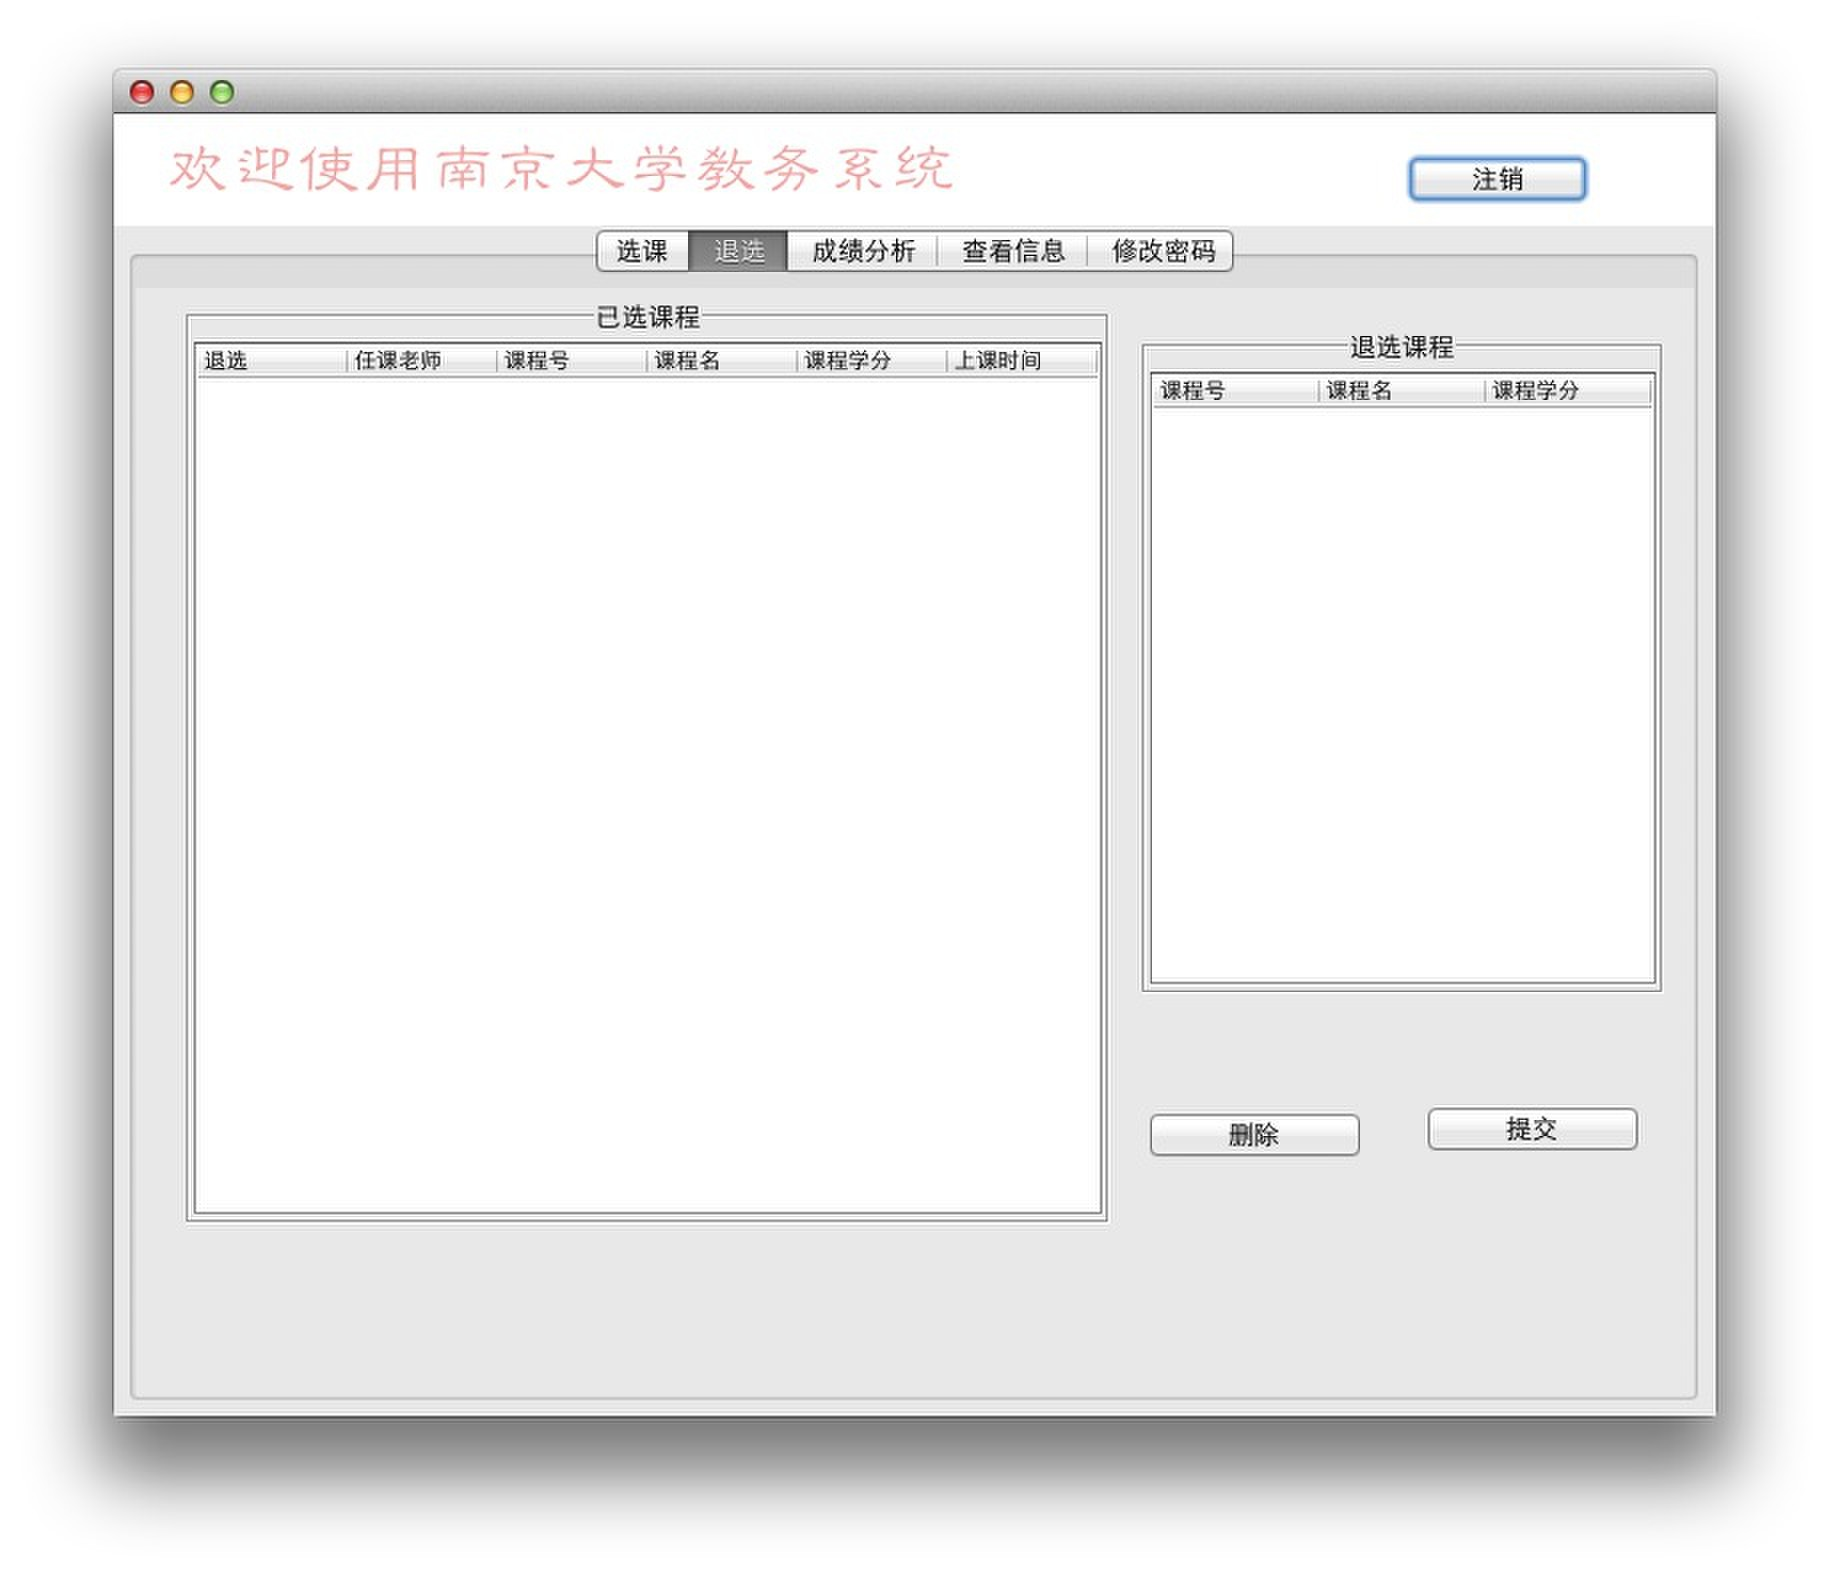 欢迎使用南京大学教务系统
注销
选课 退选 成绩分析 查看信息 修改密码
已选课程
退选 任课老师 课程号 课程名 课程学分 上课时间
退选课程
课程号 课程名 课程学分
删除 提交